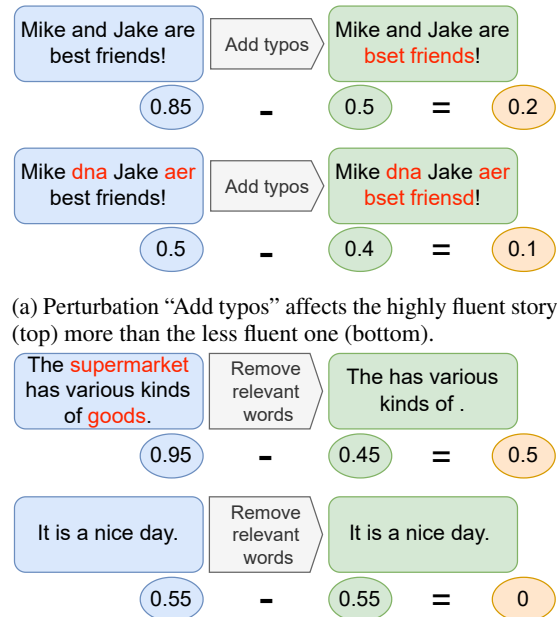 Mike and Jake are
best friends!
Add typos
Mike and Jake are
bset friends!
0.85 - 0.5 = 0.2
Mike dna Jake aer
best friends!
Add typos
Mike dna Jake aer
bset friensd!
0.5 - 0.4 = 0.1
(a) Perturbation “Add typos” affects the highly fluent story
(top) more than the less fluent one (bottom).
The supermarket
has various kinds
of goods.
Remove
relevant
words
The has various
kinds of .
0.95 - 0.45 = 0.5
It is a nice day.
Remove
relevant
words
It is a nice day.
0.55 - 0.55 = 0